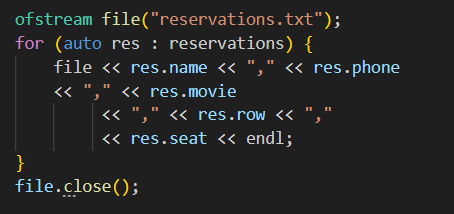 ofstream file("reservations.txt");
for (auto res : reservations) {
    file << res.name << "," << res.phone
    << "," << res.movie
        << "," << res.row << ","
        << res.seat << endl;
}
file.close();